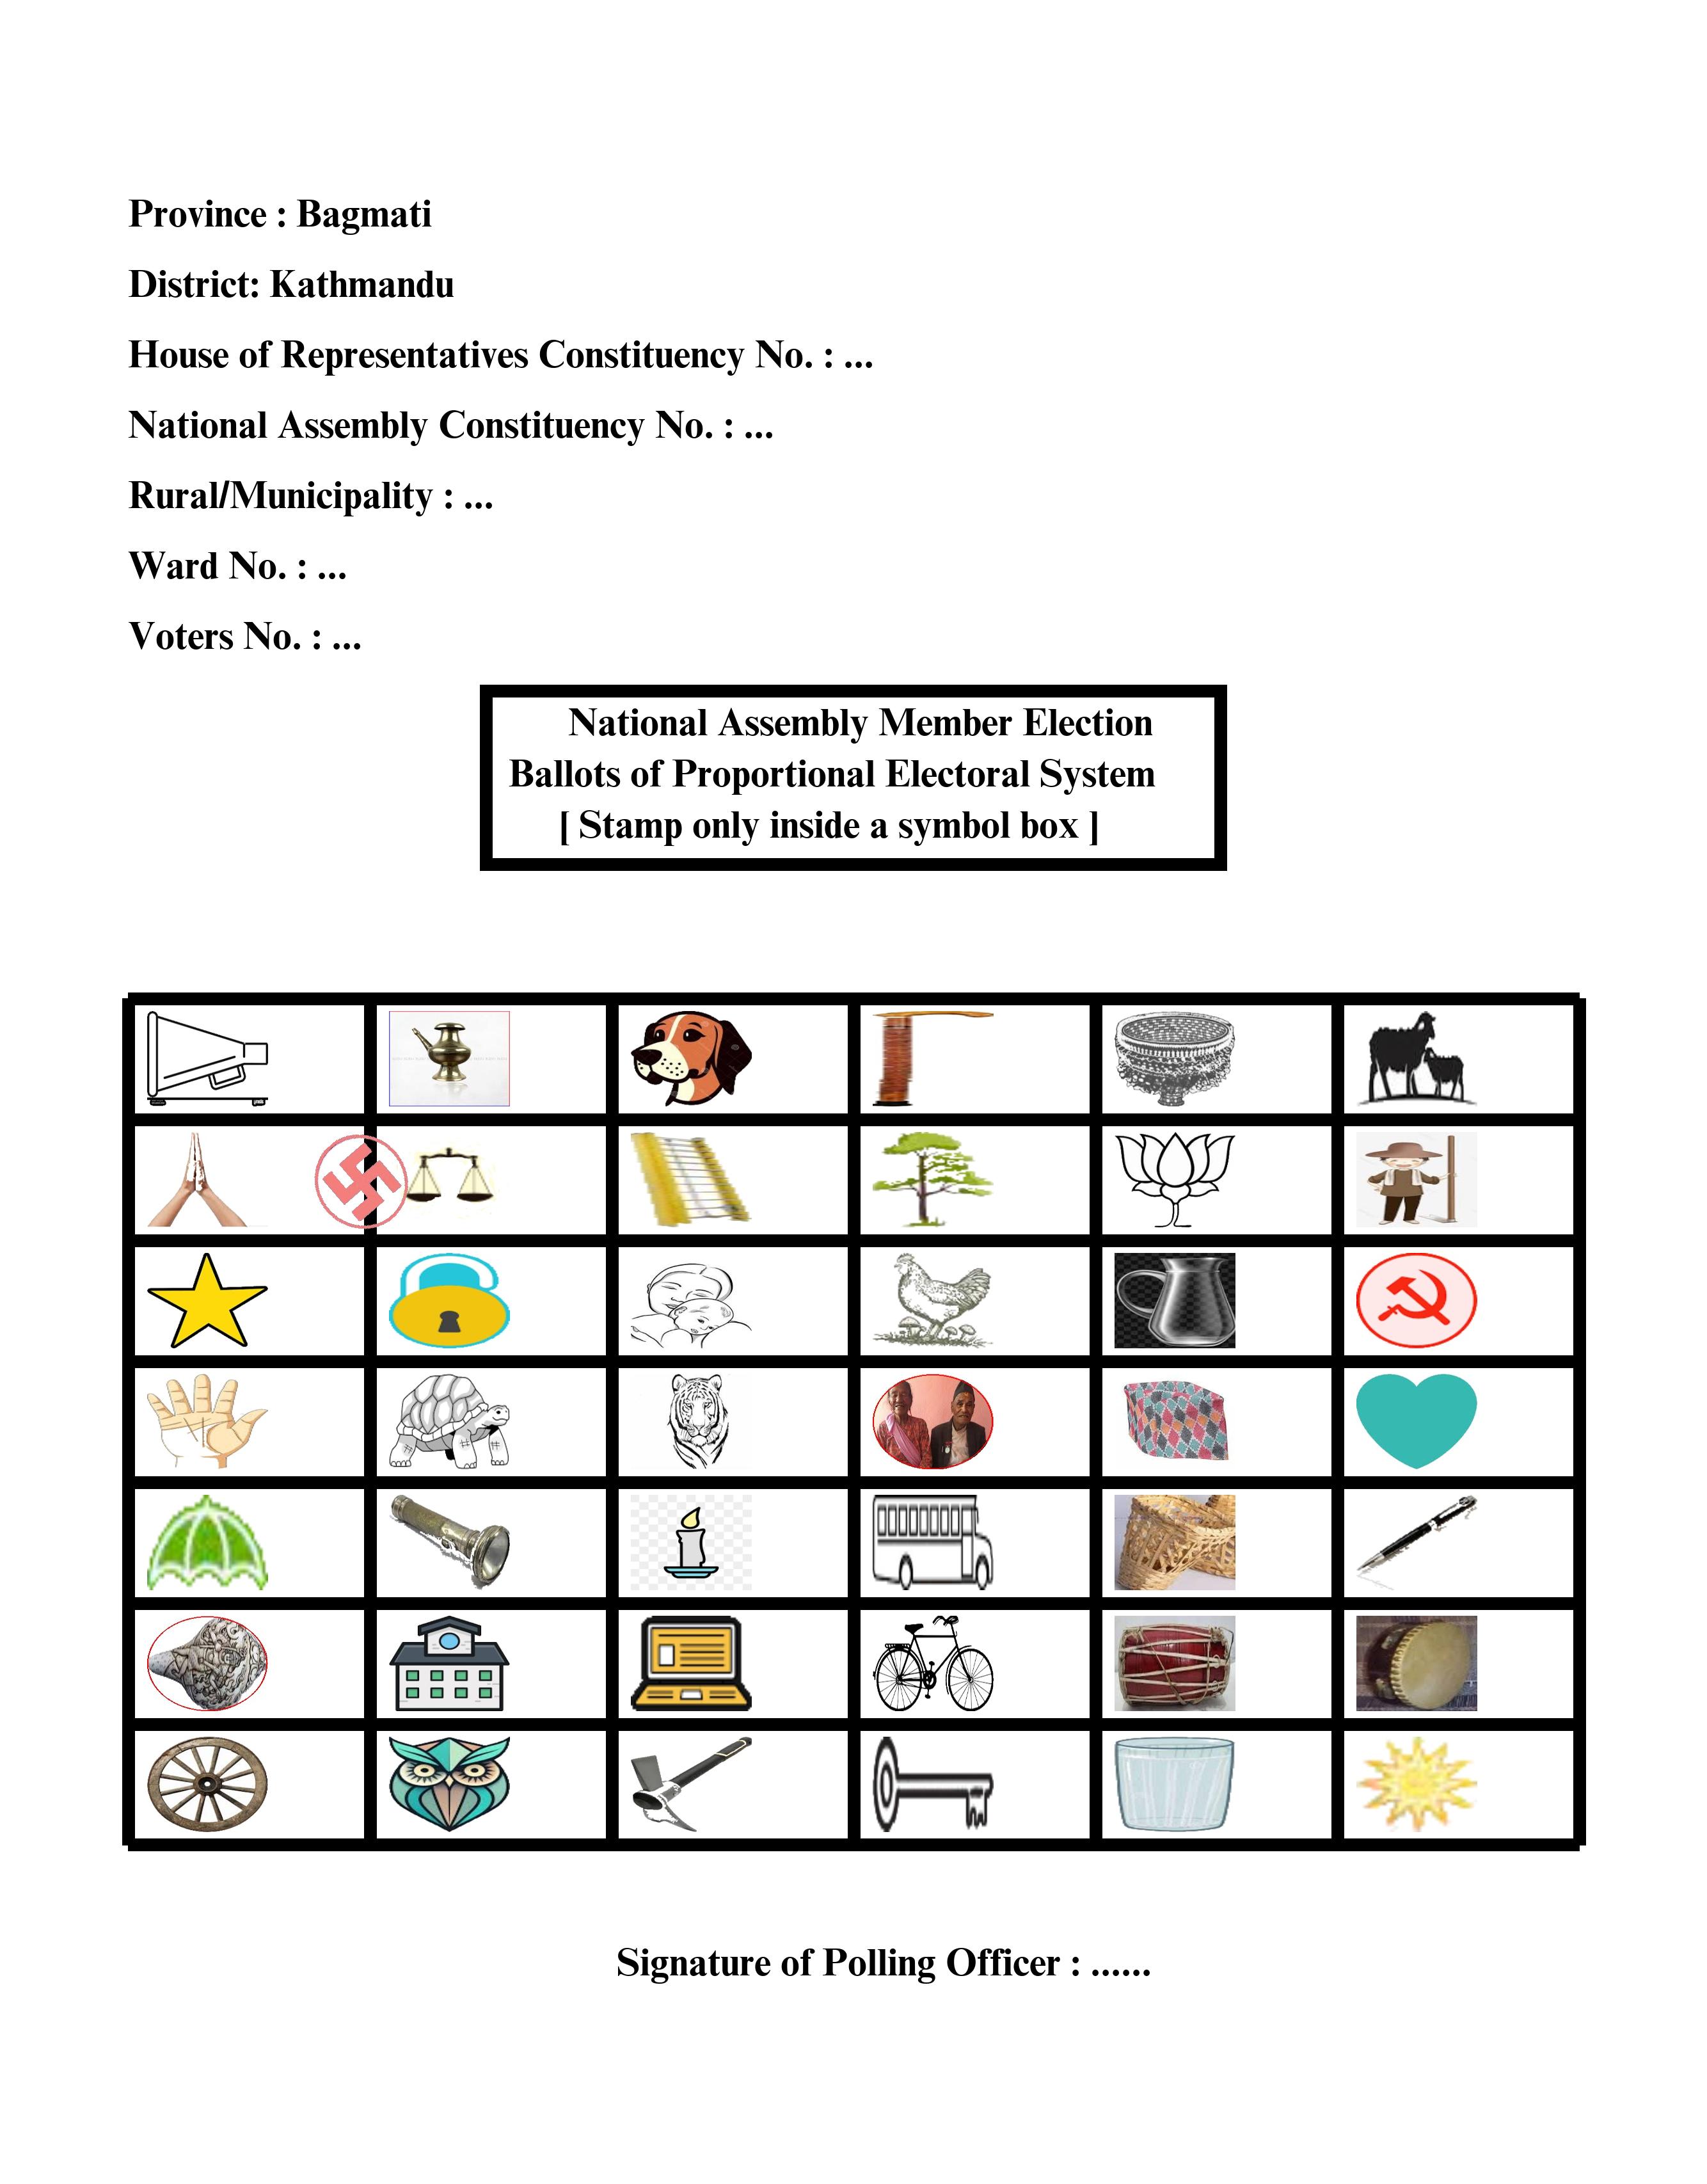 Province : Bagmati
District: Kathmandu
House of Representatives Constituency No. : ...
National Assembly Constituency No. : ...
Rural/Municipality : ...
Ward No. : ...
Voters No. : ...
National Assembly Member Election
Ballots of Proportional Electoral System
[ Stamp only inside a symbol box ]
Signature of Polling Officer : ......